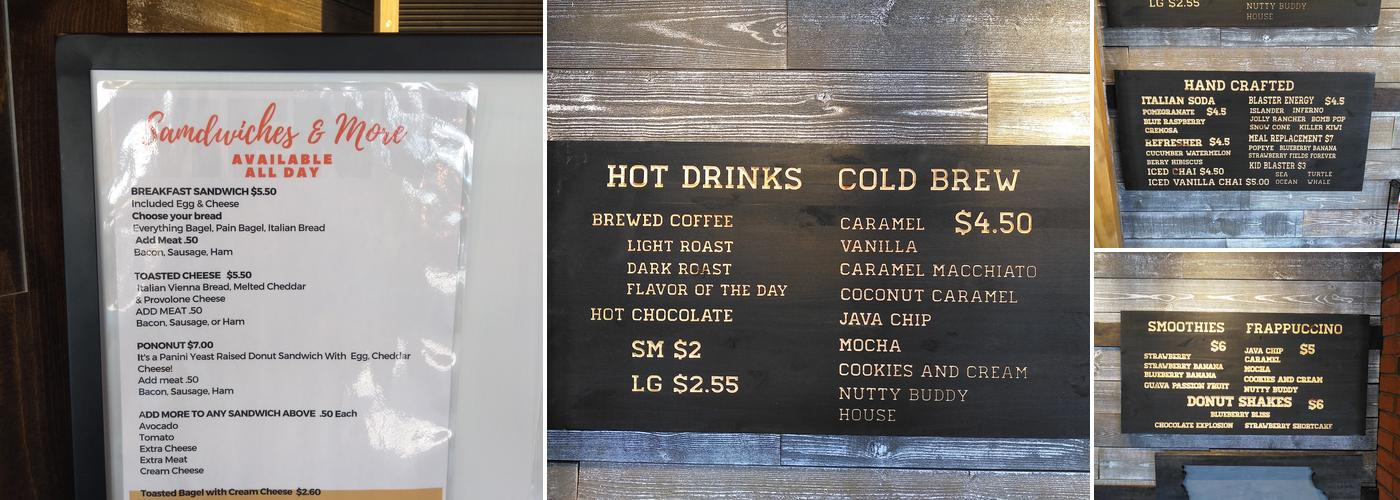 Samdwiches & More
AVAILABLE
ALL DAY
BREAKFAST SANDWICH $5.50
Included Egg & Cheese
Choose your bread
Everything Bagel, Pain Bagel, Italian Bread
Add Meat .50
Bacon, Sausage, Ham
TOASTED CHEESE $5.50
Italian Vienna Bread, Melted Cheddar
& Provolone Cheese
ADD MEAT .50
Bacon, Sausage, or Ham
PONONUT $7.00
It's a Panini Yeast Raised Donut Sandwich With Egg, Cheddar
Cheese!
Add meat .50
Bacon, Sausage, Ham
ADD MORE TO ANY SANDWICH ABOVE .50 Each
Avocado
Tomato
Extra Cheese
Extra Meat
Cream Cheese
Toasted Bagel with Cream Cheese $2.60
HOT DRINKS
BREWED COFFEE
LIGHT ROAST
DARK ROAST
FLAVOR OF THE DAY
HOT CHOCOLATE
SM $2
LG $2.55
COLD BREW
CARAMEL $4.50
VANILLA
CARAMEL MACCHIATO
COCONUT CARAMEL
JAVA CHIP
MOCHA
COOKIES AND CREAM
NUTTY BUDDY
HOUSE
LG $2.55
NUTTY BUDDY
HOUSE
HAND CRAFTED
ITALIAN SODA
POMEGRANATE $4.5
BLUE RASPBERRY
CREMOSA
REFRESHER $4.5
CUCUMBER WATERMELON
BERRY HIBISCUS
ICED CHAI $4.50
ICED VANILLA CHAI $5.00
BLASTER ENERGY $4.5
ISLANDER INFERNO
JOLLY RANCHER BOMB POP
SNOW CONE KILLER KIWI
MEAL REPLACEMENT $7
POPEYE BLUEBERRY BANANA
STRAWBERRY FIELDS FOREVER
KID BLASTER $3
SEA TURTLE
OCEAN WHALE
SMOOTHIES
$6
STRAWBERRY
STRAWBERRY BANANA
BLUEBERRY BANANA
GUAVA PASSION FRUIT
FRAPPUCCINO
JAVA CHIP $5
CARAMEL
MOCHA
COOKIES AND CREAM
NUTTY BUDDY
DONUT SHAKES $6
BLUEBERRY BLISS
CHOCOLATE EXPLOSION STRAWBERRY SHORTCAKE